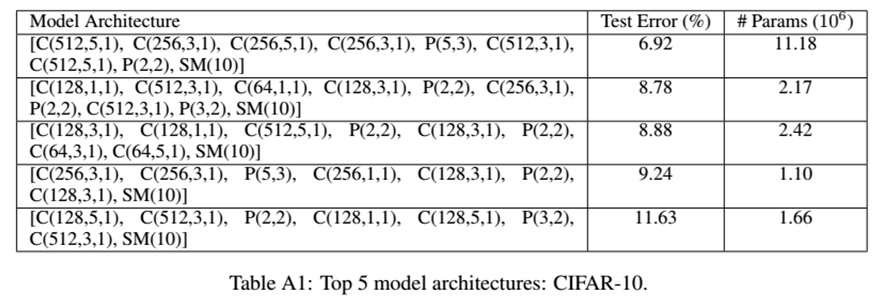 Model Architecture Test Error (%) # Params (10⁶)
[C(512,5,1), C(256,3,1), C(256,5,1), C(256,3,1), P(5,3), C(512,3,1), 6.92 11.18
C(512,5,1), P(2,2), SM(10)]
[C(128,1,1), C(512,3,1), C(64,1,1), C(128,3,1), P(2,2), C(256,3,1), 8.78 2.17
P(2,2), C(512,3,1), P(3,2), SM(10)]
[C(128,3,1), C(128,1,1), C(512,5,1), P(2,2), C(128,3,1), P(2,2), 8.88 2.42
C(64,3,1), C(64,5,1), SM(10)]
[C(256,3,1), C(256,3,1), P(5,3), C(256,1,1), C(128,3,1), P(2,2), 9.24 1.10
C(128,3,1), SM(10)]
[C(128,5,1), C(512,3,1), P(2,2), C(128,1,1), C(128,5,1), P(3,2), 11.63 1.66
C(512,3,1), SM(10)]
Table A1: Top 5 model architectures: CIFAR-10.